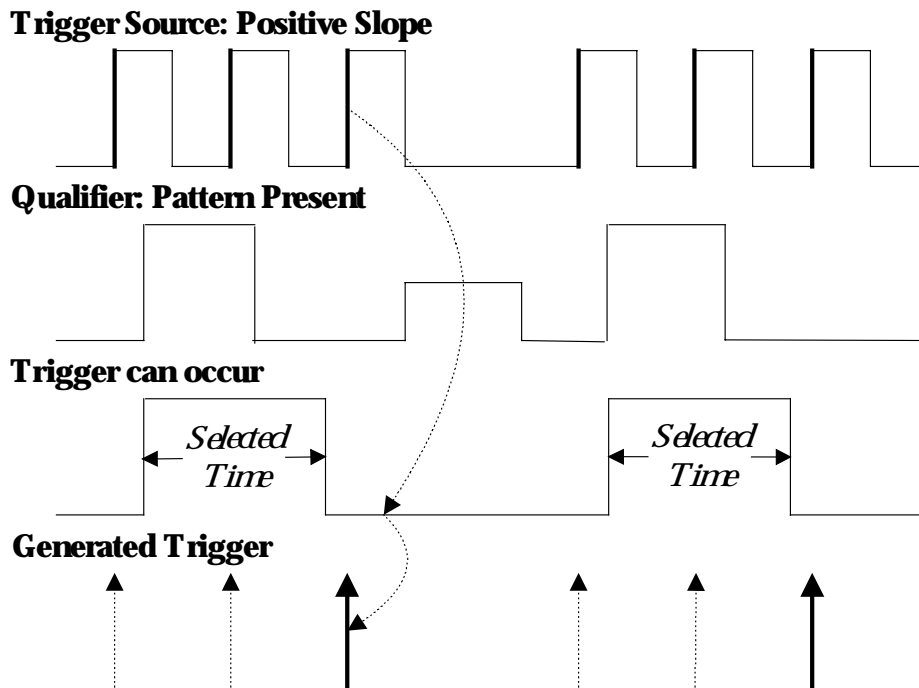 Trigger Source: Positive Slope
Qualifier: Pattern Present
Trigger can occur
Selected
Time
Selected
Time
Generated Trigger